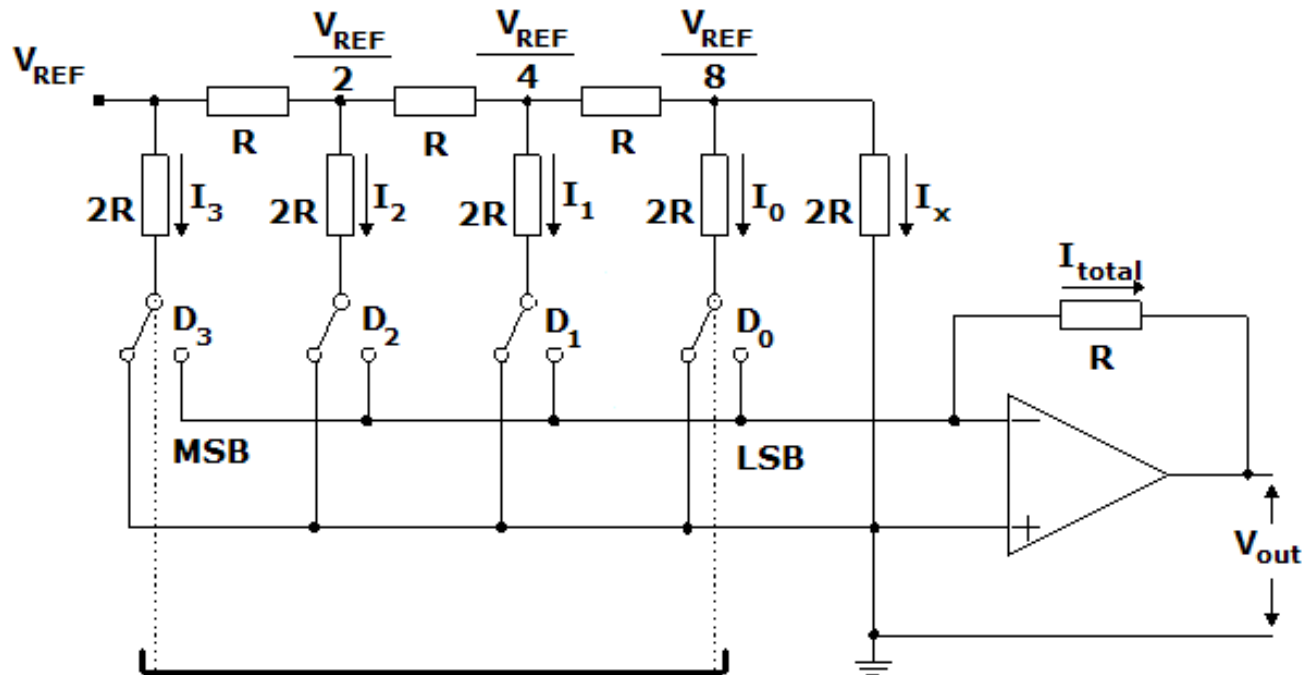 V_REF
V_REF/2
V_REF/4
V_REF/8
R
R
R
2R
I_3
2R
I_2
2R
I_1
2R
I_0
2R
I_x
I_total
R
D_3
D_2
D_1
D_0
MSB
LSB
−
+
V_out